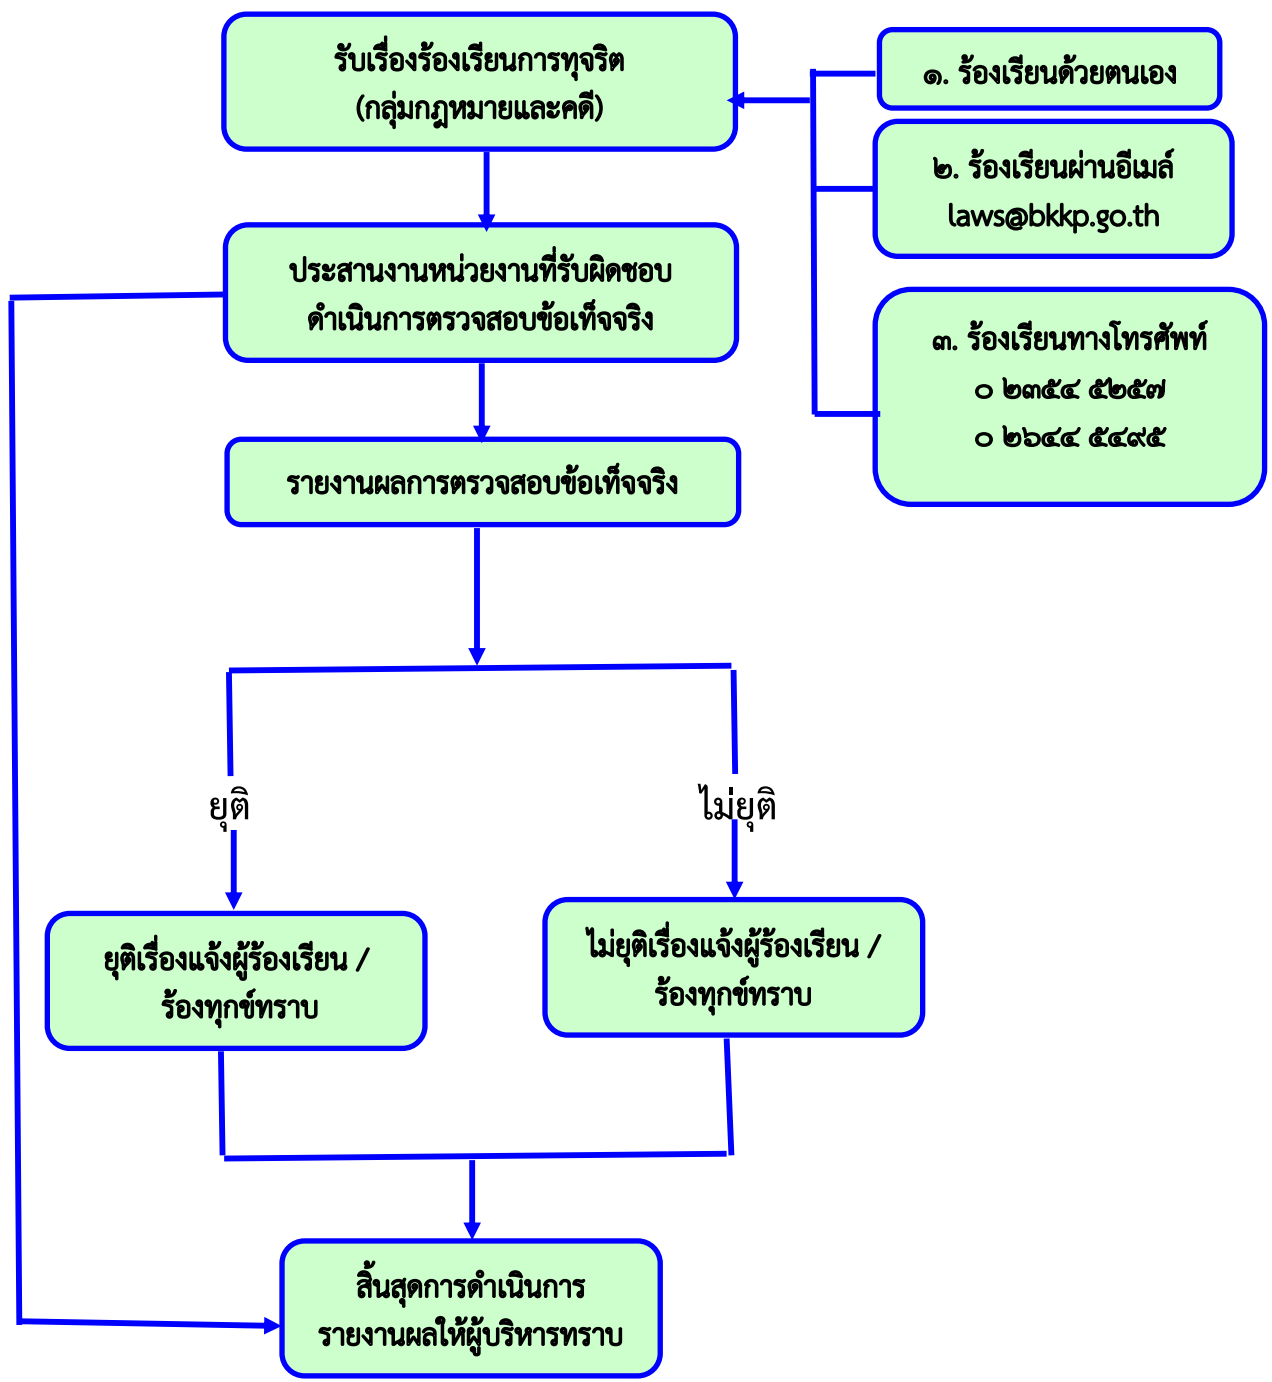 รับเรื่องร้องเรียนการทุจริต
(กลุ่มกฎหมายและคดี)
๑. ร้องเรียนด้วยตนเอง
๒. ร้องเรียนผ่านอีเมล์
laws@bkkp.go.th
๓. ร้องเรียนทางโทรศัพท์
๐ ๒๓๕๔ ๕๒๕๗
๐ ๒๖๔๔ ๕๔๙๕
ประสานงานหน่วยงานที่รับผิดชอบ
ดำเนินการตรวจสอบข้อเท็จจริง
รายงานผลการตรวจสอบข้อเท็จจริง
ยุติ
ไม่ยุติ
ยุติเรื่องแจ้งผู้ร้องเรียน /
ร้องทุกข์ทราบ
ไม่ยุติเรื่องแจ้งผู้ร้องเรียน /
ร้องทุกข์ทราบ
สิ้นสุดการดำเนินการ
รายงานผลให้ผู้บริหารทราบ